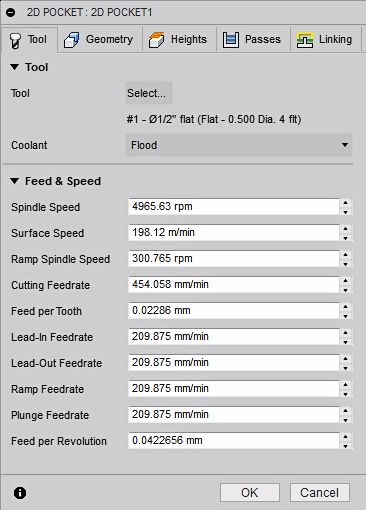 2D POCKET : 2D POCKET1
Tool Geometry Heights Passes Linking
Tool
Tool Select...
#1 - Ø1/2" flat (Flat - 0.500 Dia. 4 flt)
Coolant Flood
Feed & Speed
Spindle Speed 4965.63 rpm
Surface Speed 198.12 m/min
Ramp Spindle Speed 300.765 rpm
Cutting Feedrate 454.058 mm/min
Feed per Tooth 0.02286 mm
Lead-In Feedrate 209.875 mm/min
Lead-Out Feedrate 209.875 mm/min
Ramp Feedrate 209.875 mm/min
Plunge Feedrate 209.875 mm/min
Feed per Revolution 0.0422656 mm
OK Cancel